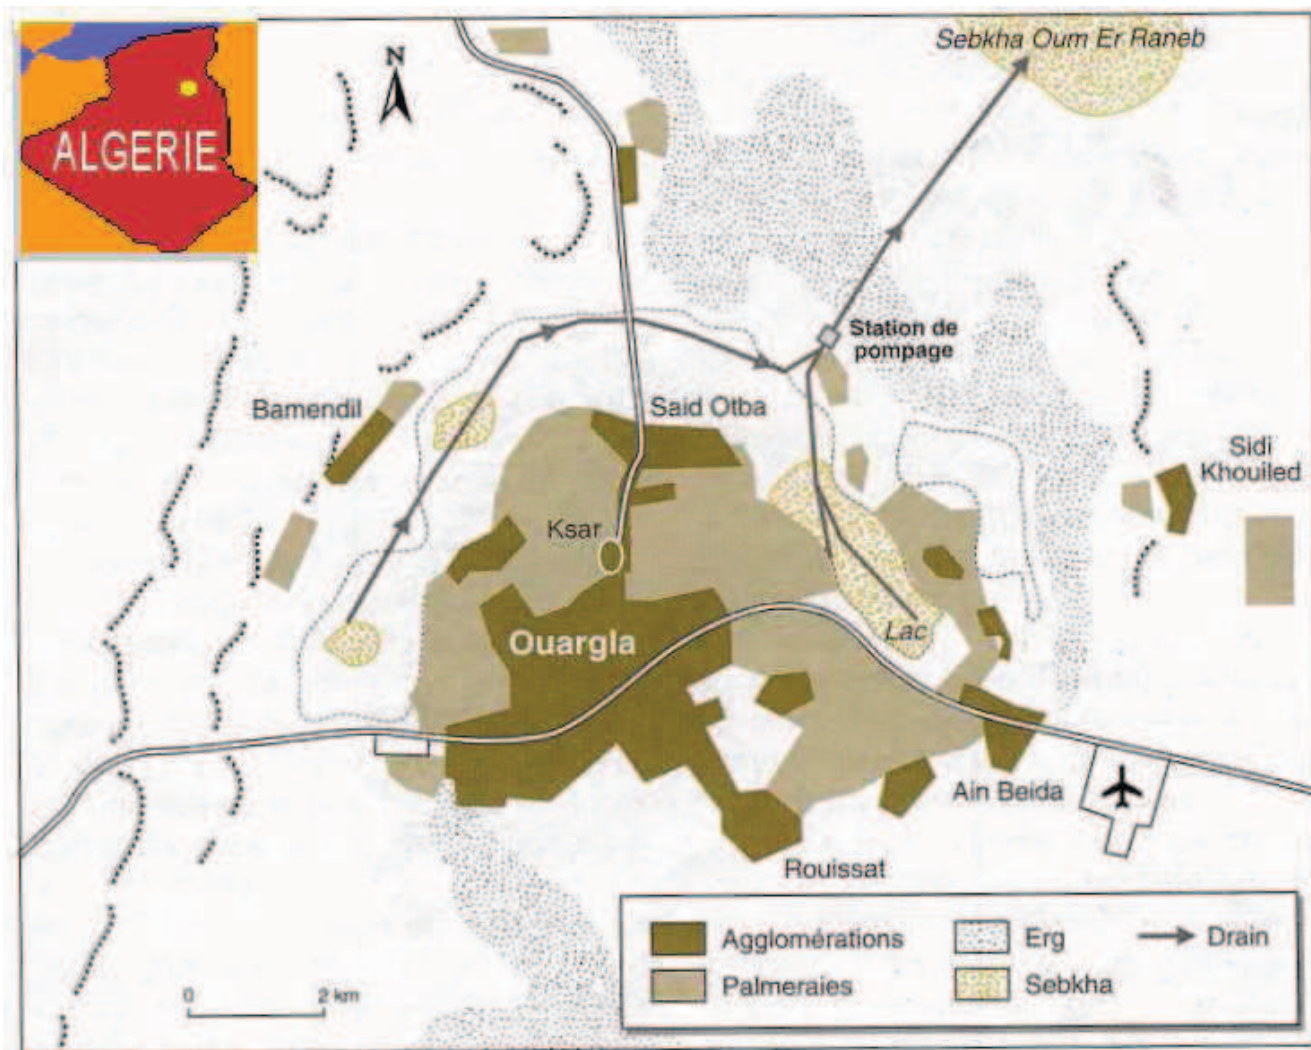 Sebkha Oum Er Raneb
N
ALGERIE
Station de
pompage
Bamendil
Said Otba
Sidi
Khouiled
Ksar
Ouargla
Lac
Ain Beida
Rouissat
Agglomérations
Erg
Drain
Palmeraies
Sebkha
0
2 km